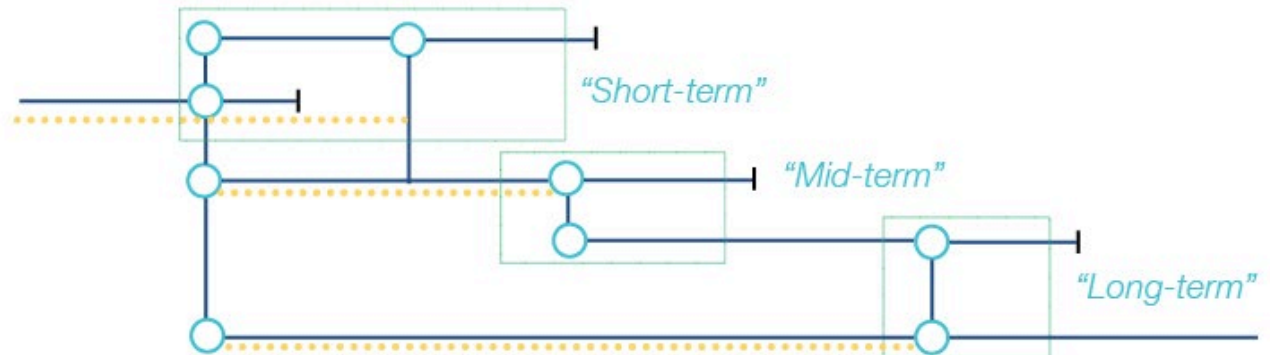 “Short-term”
“Mid-term”
“Long-term”